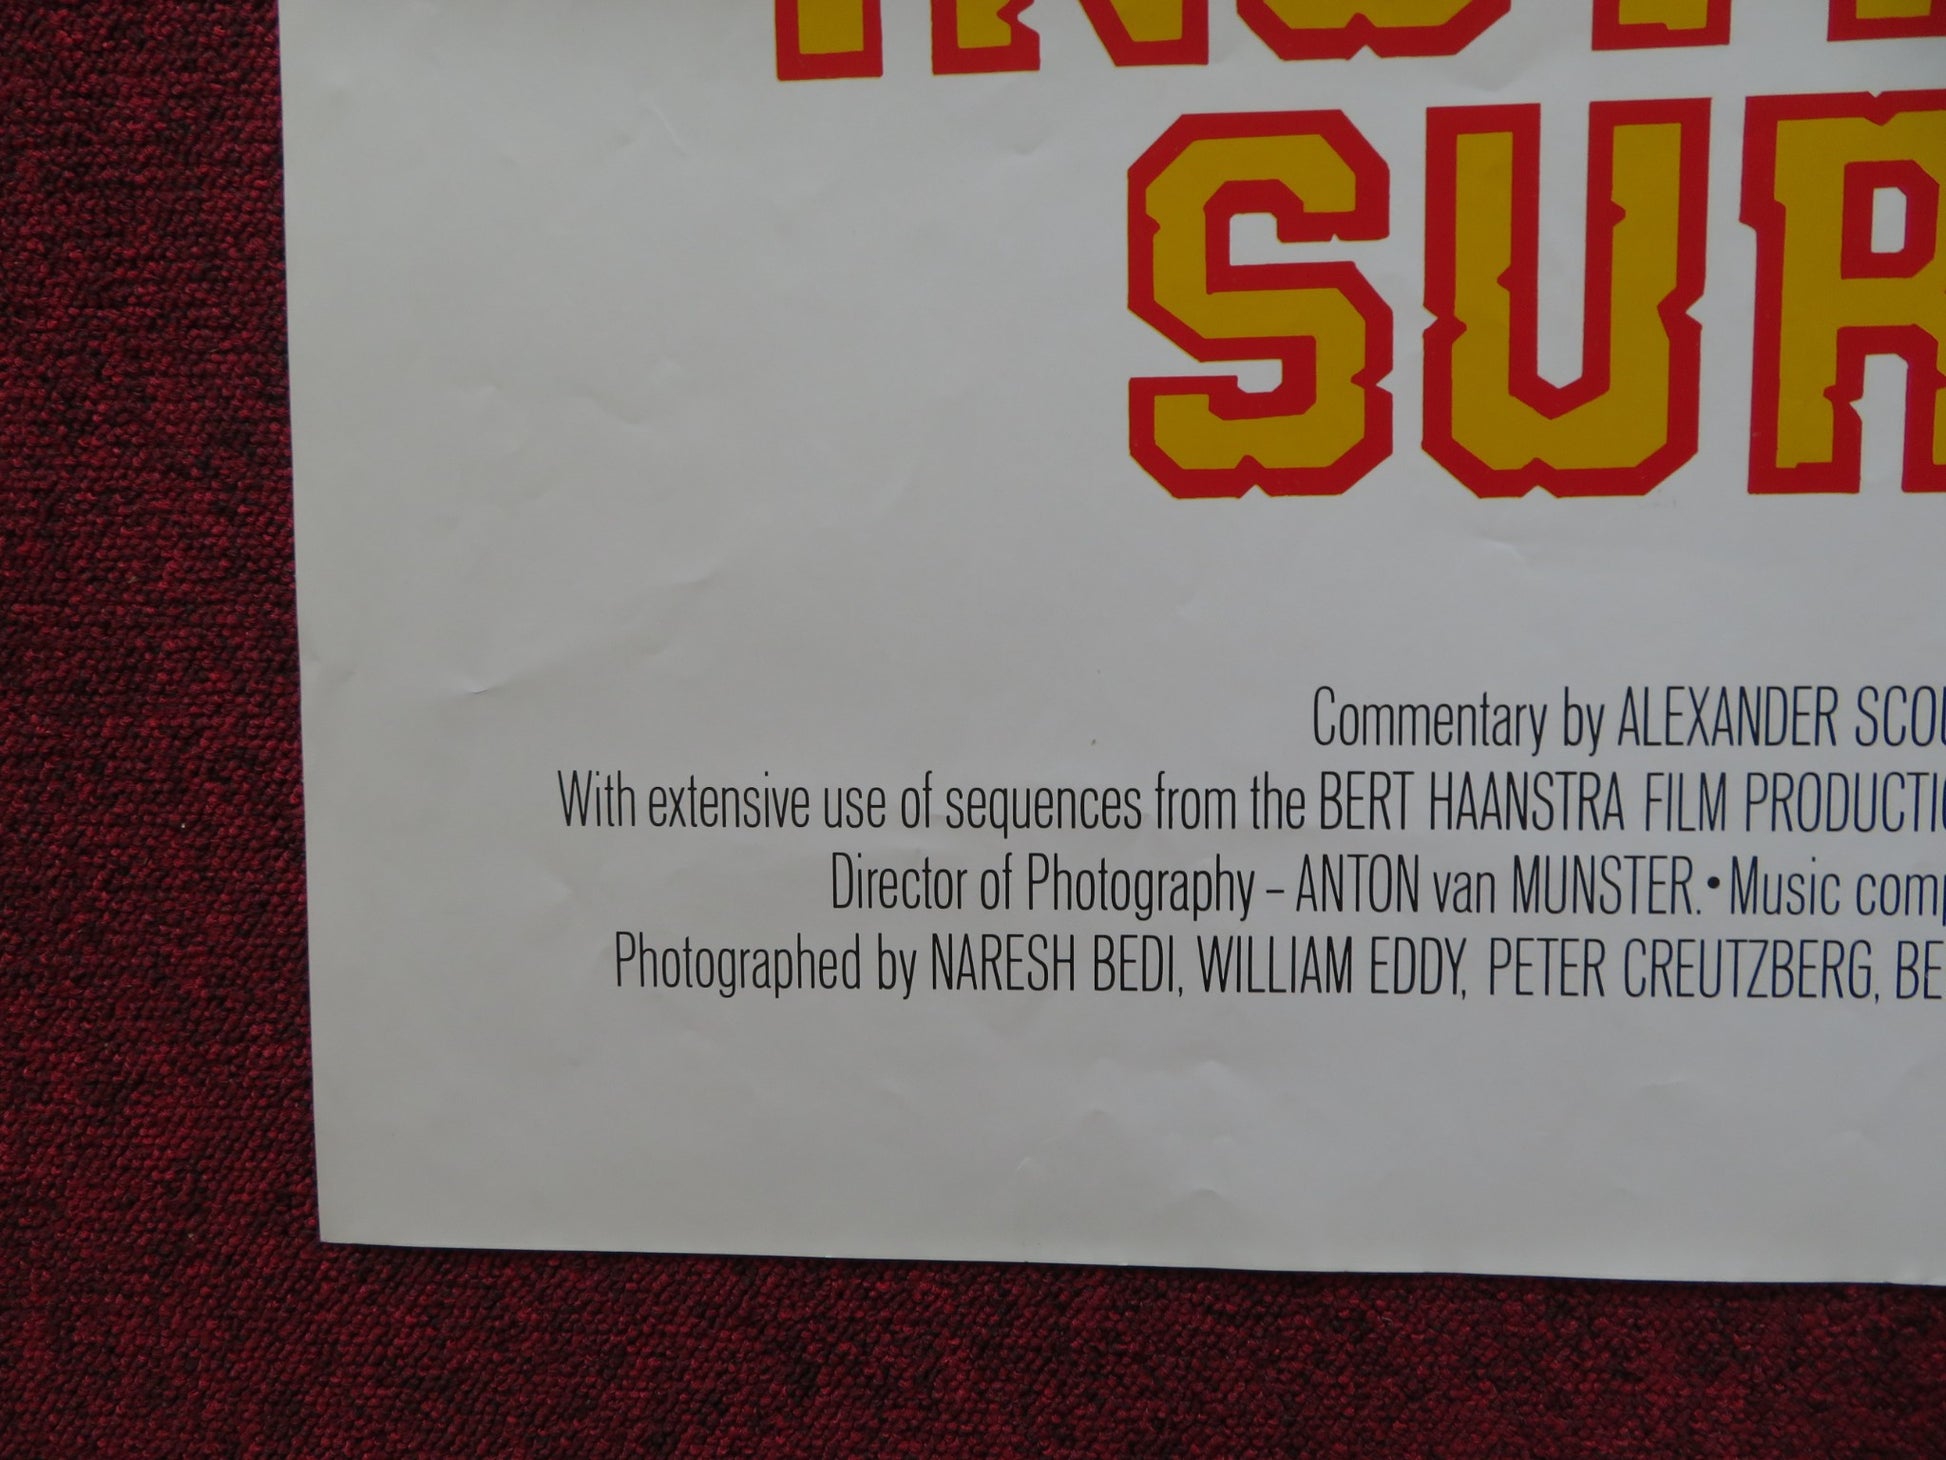 SUR
Commentary by ALEXANDER SCOU
With extensive use of sequences from the BERT HAANSTRA FILM PRODUCTIO
Director of Photography – ANTON van MUNSTER. • Music comp
Photographed by NARESH BEDI, WILLIAM EDDY, PETER CREUTZBERG, BE